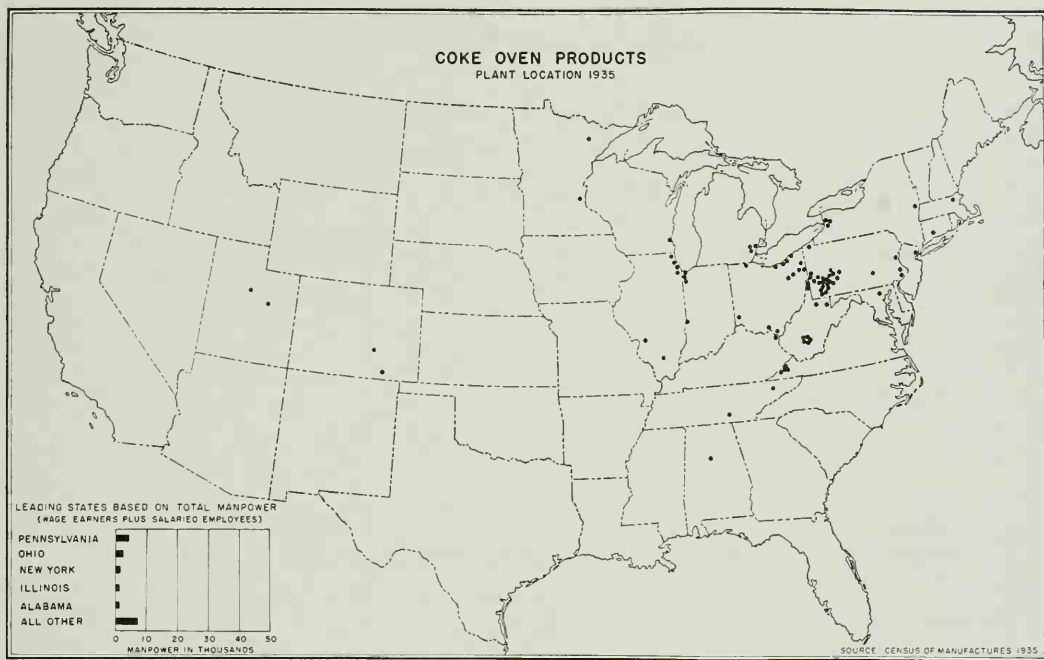 COKE OVEN PRODUCTS
PLANT LOCATION 1935
LEADING STATES BASED ON TOTAL MANPOWER
(WAGE EARNERS PLUS SALARIED EMPLOYEES)
PENNSYLVANIA
OHIO
NEW YORK
ILLINOIS
ALABAMA
ALL OTHER
0 10 20 30 40 50
MANPOWER IN THOUSANDS
SOURCE: CENSUS OF MANUFACTURES 1935